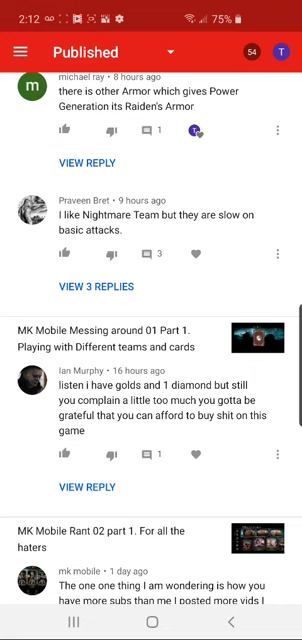 2:12
75%
Published
54
T
michael ray • 8 hours ago
m
there is other Armor which gives Power
Generation its Raiden's Armor
1
T
VIEW REPLY
Praveen Bret • 9 hours ago
I like Nightmare Team but they are slow on
basic attacks.
3
VIEW 3 REPLIES
MK Mobile Messing around 01 Part 1.
Playing with Different teams and cards
Ian Murphy • 16 hours ago
listen i have golds and 1 diamond but still
you complain a little too much you gotta be
grateful that you can afford to buy shit on this
game
1
VIEW REPLY
MK Mobile Rant 02 part 1. For all the
haters
mk mobile • 1 day ago
The one one thing I am wondering is how you
have more subs than me I posted more vids I